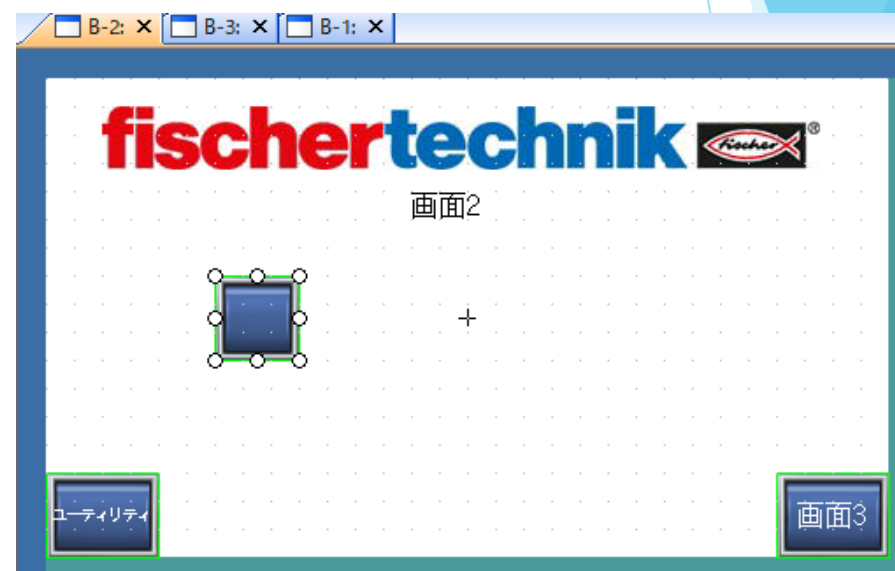 B-2: × B-3: × B-1: ×
fischertechnik fischer ®
画面2
ユーティリティ
画面3